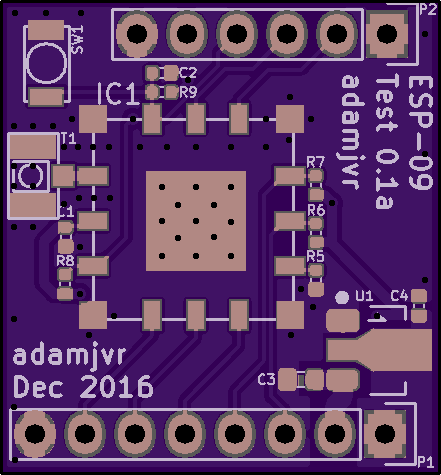 P2
SW1
C2
R9
IC1
ESP-09
Test 0.1a
adamjvr
T1
R7
C1
R6
R8
R5
U1
C4
adamjvr
Dec 2016
C3
P1